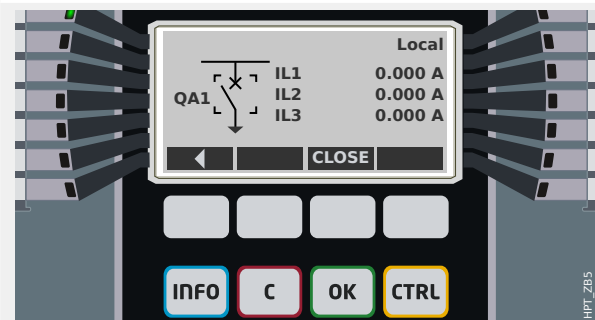 Local
QA1
IL1 0.000 A
IL2 0.000 A
IL3 0.000 A
CLOSE
INFO C OK CTRL
HPT_ZB5